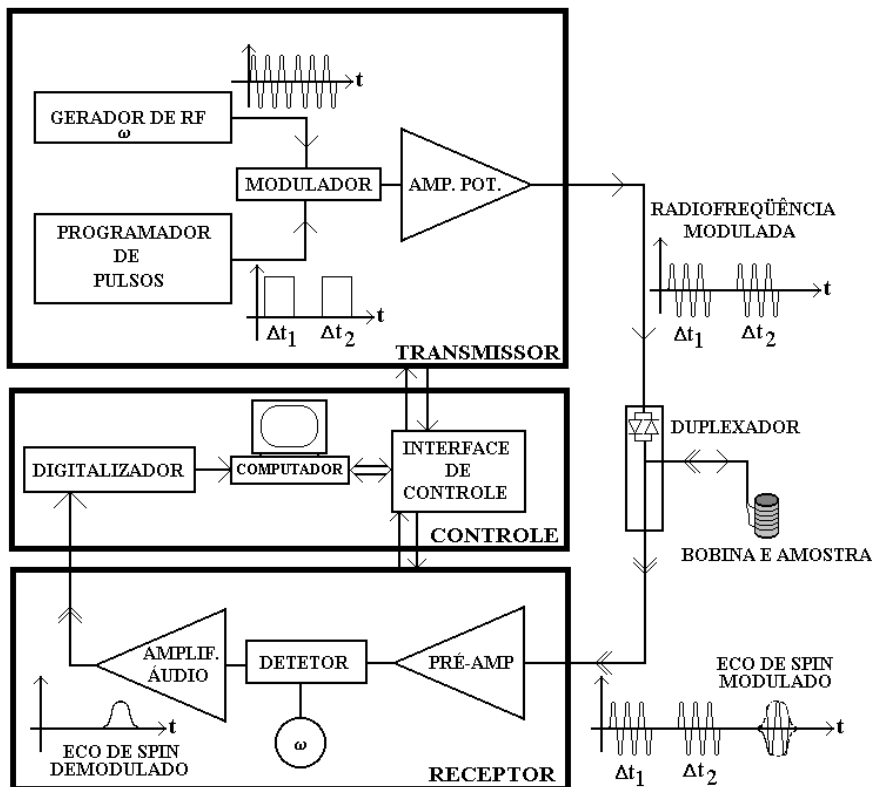 t
GERADOR DE RF
ω
MODULADOR
AMP. POT.
PROGRAMADOR
DE
PULSOS
t
Δt1 Δt2
TRANSMISSOR
RADIOFREQÜÊNCIA
MODULADA
t
Δt1 Δt2
DUPLEXADOR
BOBINA E AMOSTRA
DIGITALIZADOR
COMPUTADOR
INTERFACE
DE
CONTROLE
CONTROLE
AMPLIF.
ÁUDIO
DETETOR
PRÉ-AMP
ω
t
ECO DE SPIN
DEMODULADO
RECEPTOR
ECO DE SPIN
MODULADO
t
Δt1 Δt2